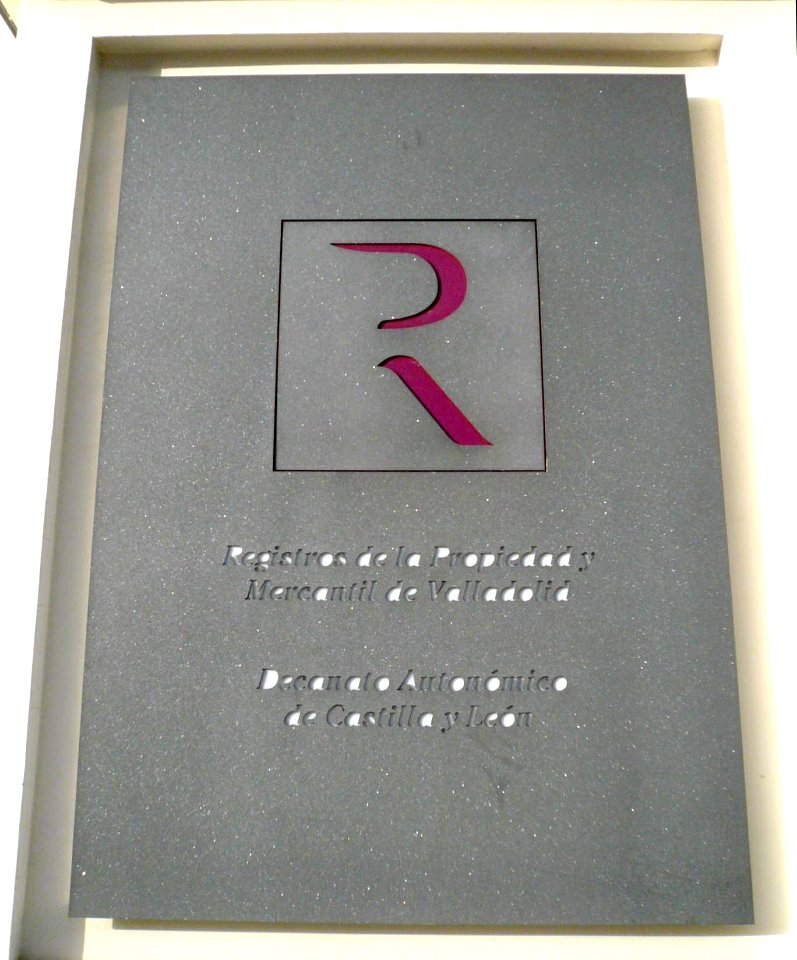 R
Registros de la Propiedad y
Mercantil de Valladolid
Decanato Autonómico
de Castilla y León